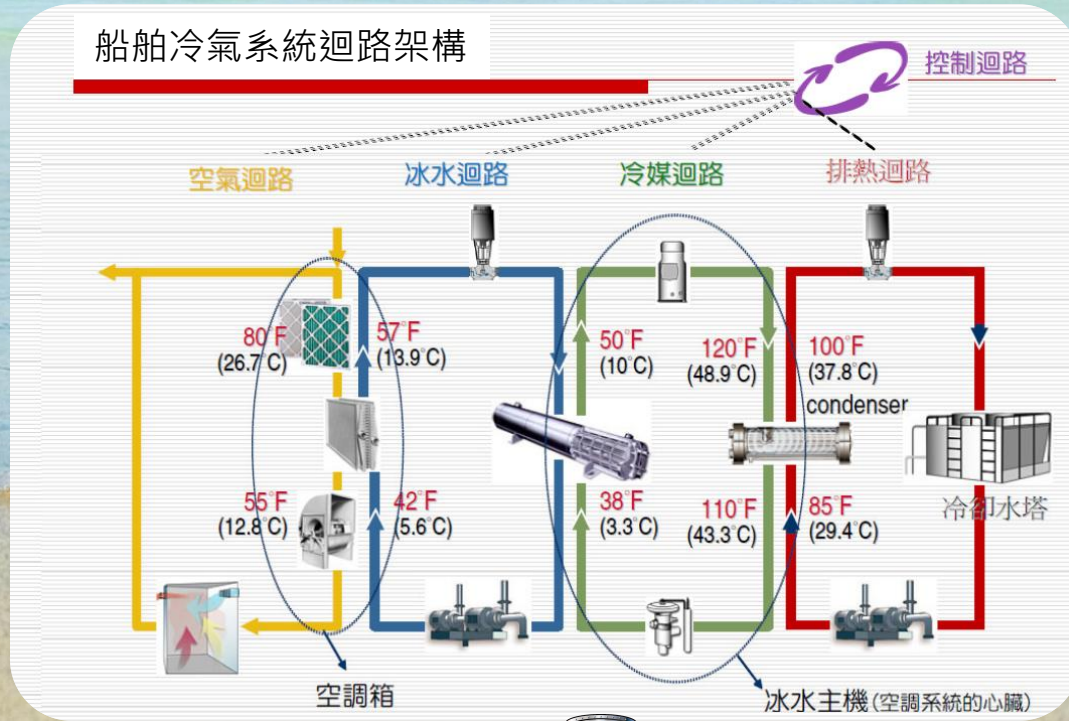 船舶冷氣系統迴路架構
控制迴路
空氣迴路
冰水迴路
冷媒迴路
排熱迴路
80°F
(26.7°C)
57°F
(13.9°C)
50°F
(10°C)
120°F
(48.9°C)
100°F
(37.8°C)
condenser
55°F
(12.8°C)
42°F
(5.6°C)
38°F
(3.3°C)
110°F
(43.3°C)
85°F
(29.4°C)
冷卻水塔
空調箱
冰水主機(空調系統的心臟)